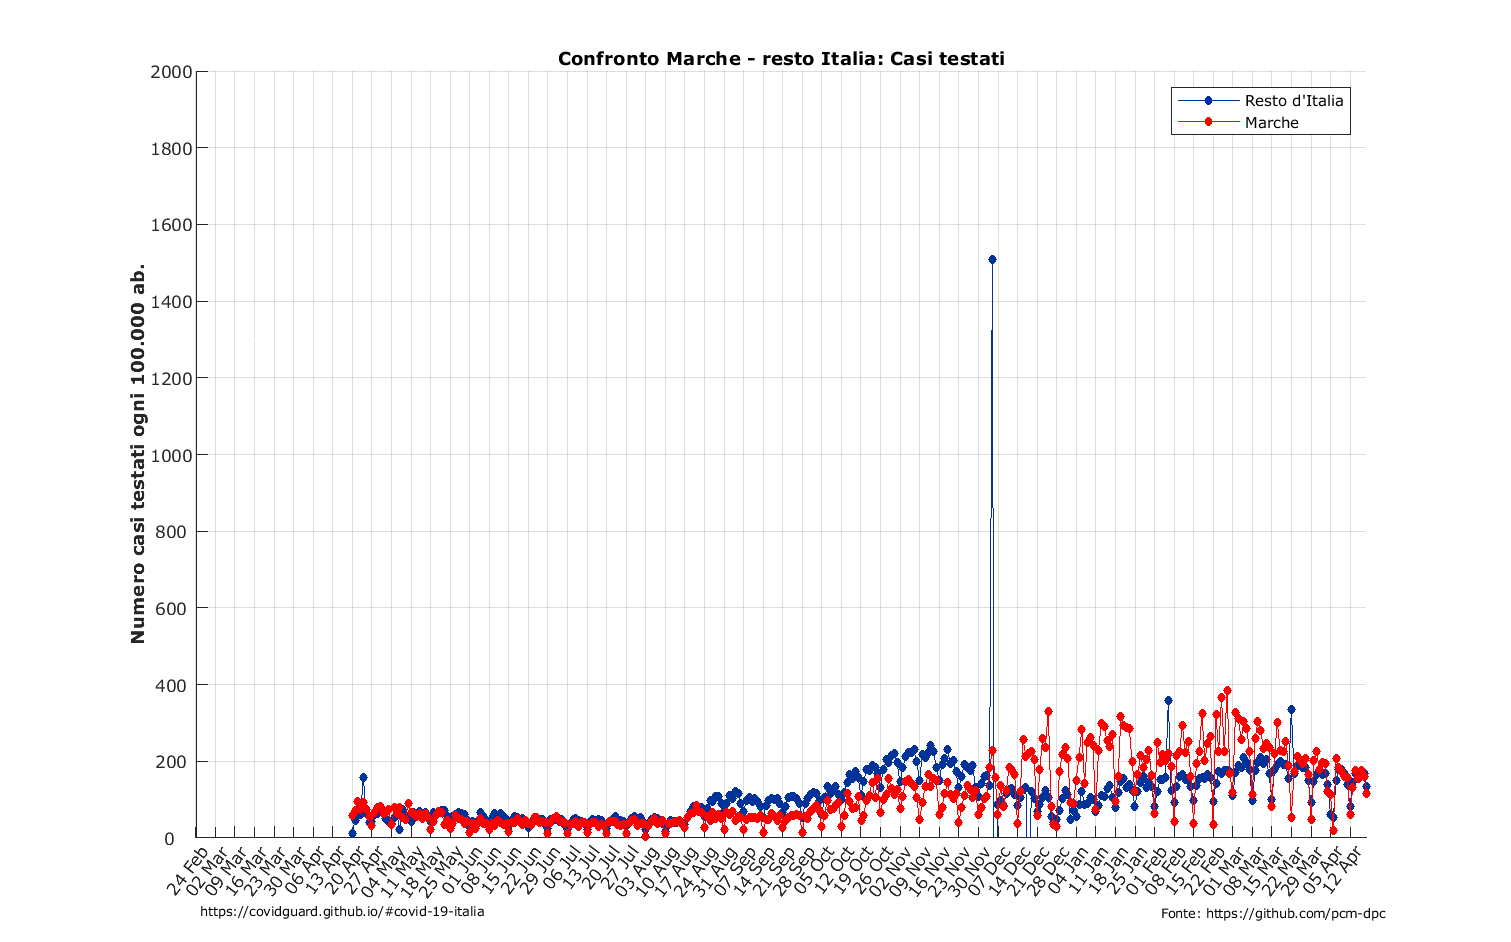 Confronto Marche - resto Italia: Casi testati
Resto d'Italia
Marche
Numero casi testati ogni 100.000 ab.
2000
1800
1600
1400
1200
1000
800
600
400
200
0
24 Feb
02 Mar
09 Mar
16 Mar
23 Mar
30 Mar
06 Apr
13 Apr
20 Apr
27 Apr
04 May
11 May
18 May
25 May
01 Jun
08 Jun
15 Jun
22 Jun
29 Jun
06 Jul
13 Jul
20 Jul
27 Jul
03 Aug
10 Aug
17 Aug
24 Aug
31 Aug
07 Sep
14 Sep
21 Sep
28 Sep
05 Oct
12 Oct
19 Oct
26 Oct
02 Nov
09 Nov
16 Nov
23 Nov
30 Nov
07 Dec
14 Dec
21 Dec
28 Dec
04 Jan
11 Jan
18 Jan
25 Jan
01 Feb
08 Feb
15 Feb
22 Feb
01 Mar
08 Mar
15 Mar
22 Mar
29 Mar
05 Apr
12 Apr
https://covidguard.github.io/#covid-19-italia
Fonte: https://github.com/pcm-dpc